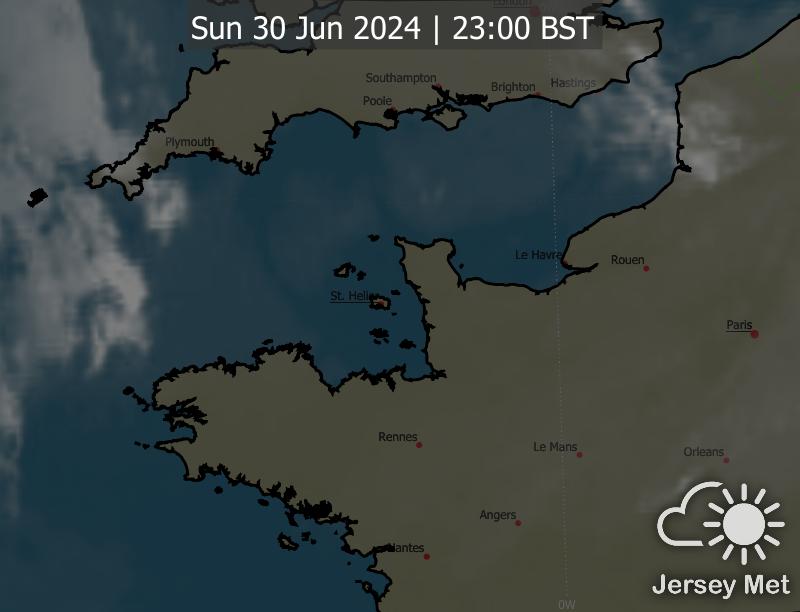 London
Sun 30 Jun 2024 | 23:00 BST
Southampton
Brighton
Hastings
Poole
Plymouth
Le Havre
Rouen
St. Helier
Paris
Rennes
Le Mans
Orleans
Angers
Nantes
Jersey Met
0W